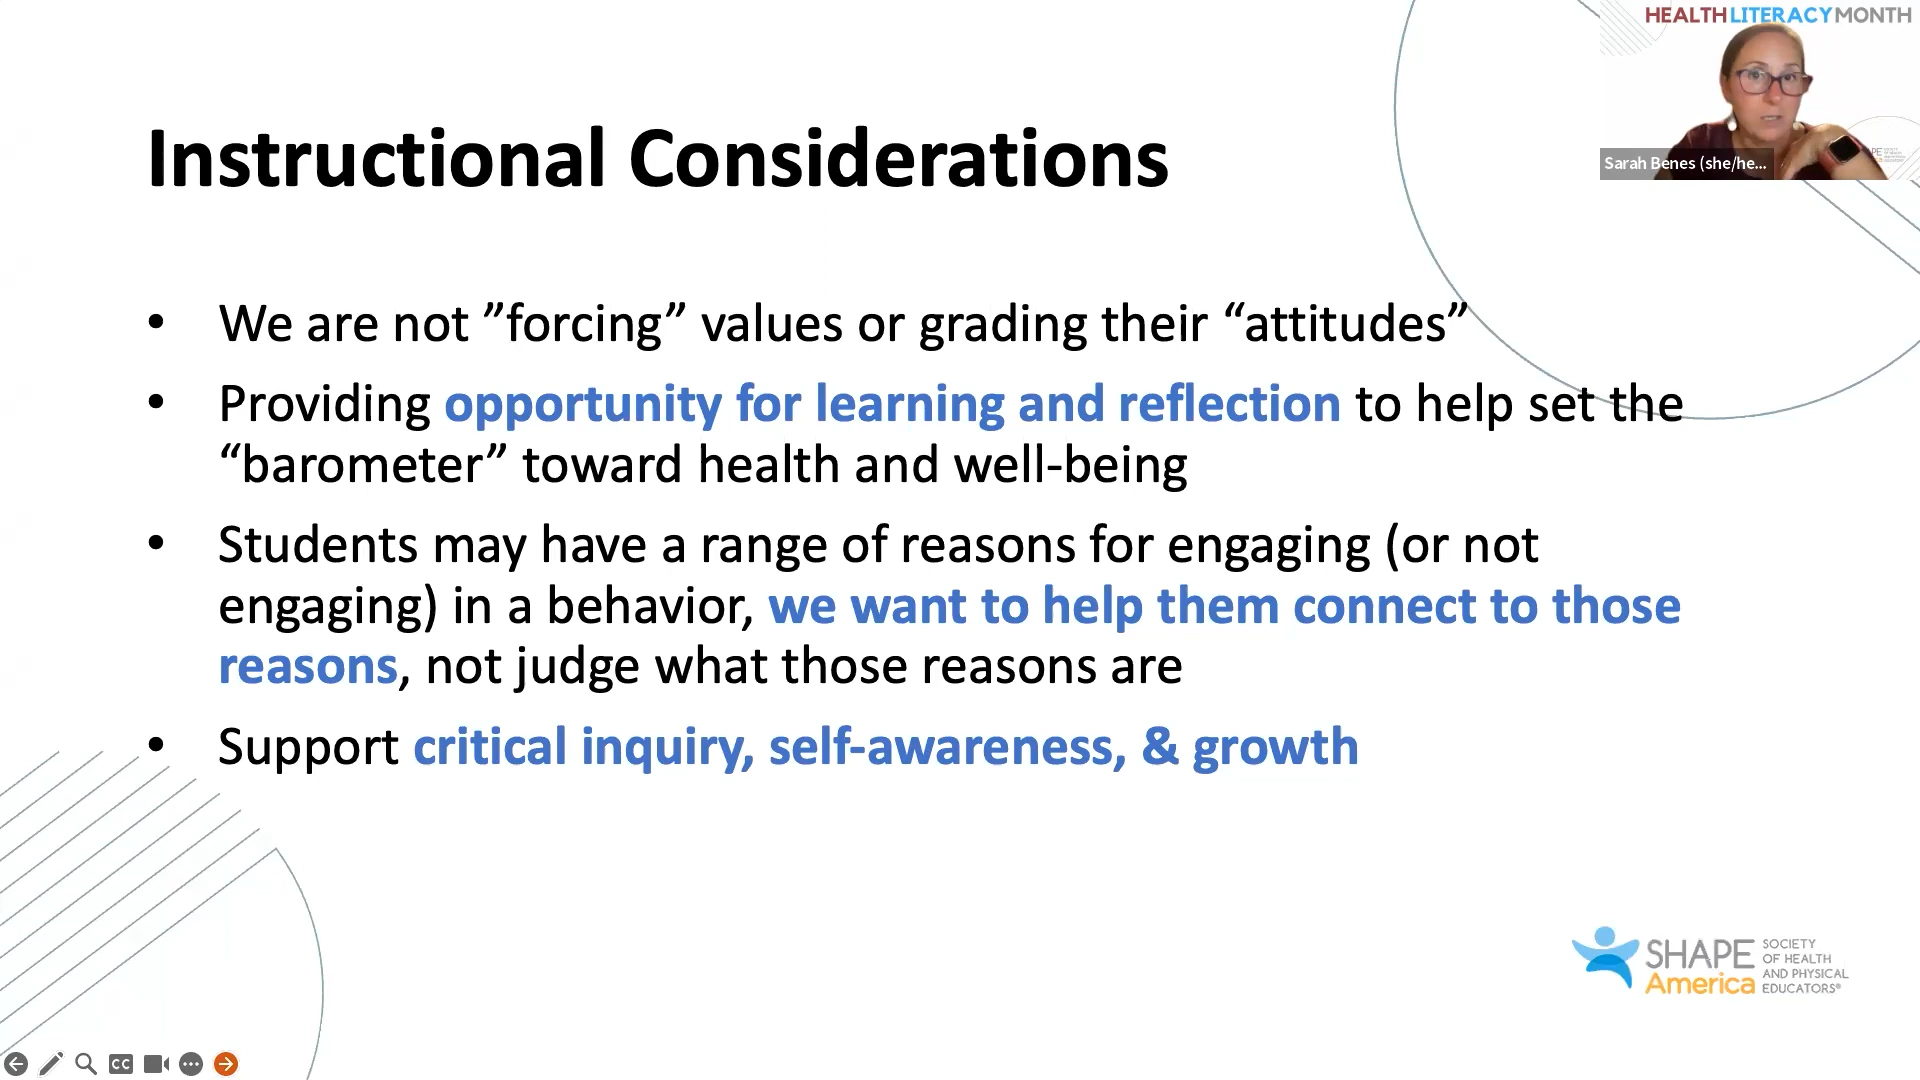 HEALTHLITERACYMONTH
Sarah Benes (she/he...
Instructional Considerations
• We are not ”forcing” values or grading their “attitudes”
• Providing opportunity for learning and reflection to help set the
“barometer” toward health and well-being
• Students may have a range of reasons for engaging (or not
engaging) in a behavior, we want to help them connect to those
reasons, not judge what those reasons are
• Support critical inquiry, self-awareness, & growth
SHAPE
America
SOCIETY
OF HEALTH
AND PHYSICAL
EDUCATORS®
CC